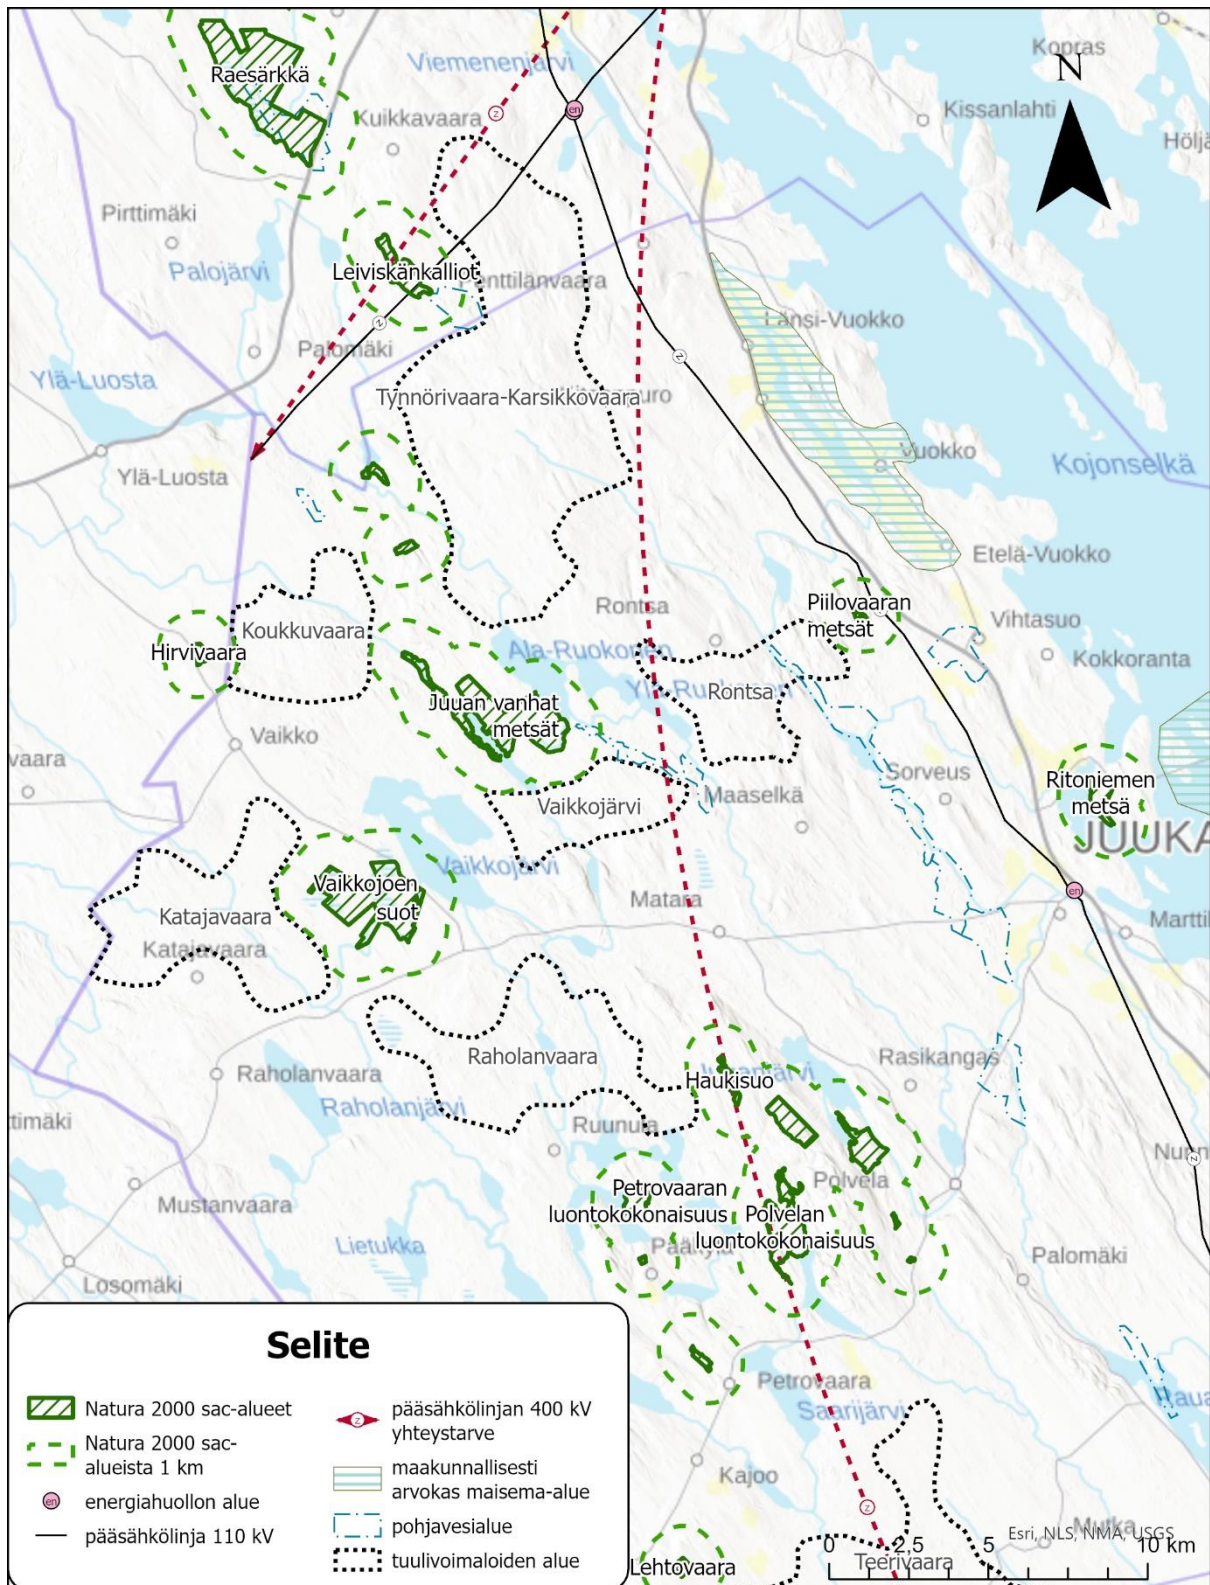 Kopras
N
Viemenenjärvi
Raesärkkä
Kuikkavaara
en
z
Kissanlahti
Pirttimäki
Palojärvi
Leiviskänkalliot
z
Länsi-Vuokko
Palomäki
z
Ylä-Luosta
Tynnörivaara-Karsikkovaara
Vuokko
Kojonselkä
Ylä-Luosta
Etelä-Vuokko
Rontsa
Piilovaaran
metsät
Vihtasuo
Koukkuvaara
Hirvivaara
Ala-Ruokonen
Kokkoranta
Rontsa
Juuan vanhat
metsät
Vaikko
vaara
Sorveus
Ritoniemen
metsä
Vaikkojärvi
Maaselkä
JUUKA
Vaikkojärvi
Vaikkojoen
suot
Katajavaara
Matara
en
Katajavaara
Raholanvaara
Rasikangas
Raholanvaara
Haukisuo
Raholanjärvi
Ruunula
Polvela
z
Petrovaaran
luontokokonaisuus
Polvelan
luontokokonaisuus
Mustanvaara
Lietukka
Palomäki
Losomäki
Petrovaara
Saarijärvi
Kajoo
z
Mutka
Esri, NLS, NMA, USGS
0 2,5 5 10 km
Teerivaara
Lehtovaara
Selite
Natura 2000 sac-alueet
Natura 2000 sac-
alueista 1 km
en
energiahuollon alue
pääsähkölinja 110 kV
z
pääsähkölinjan 400 kV
yhteystarve
maakunnallisesti
arvokas maisema-alue
pohjavesialue
tuulivoimaloiden alue